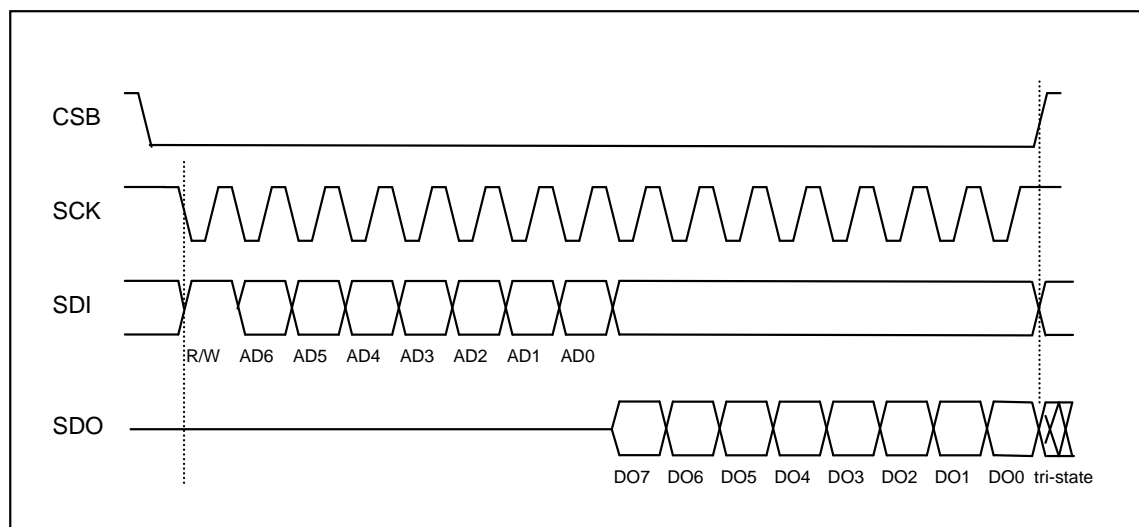 CSB
SCK
SDI
R/W AD6 AD5 AD4 AD3 AD2 AD1 AD0
SDO
DO7 DO6 DO5 DO4 DO3 DO2 DO1 DO0 tri-state